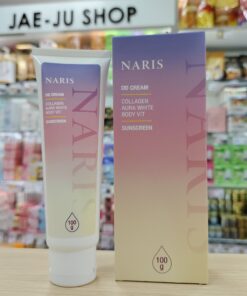 JAE-JU SHOP
NARIS
NARIS
DD CREAM
COLLAGEN
AURA WHITE
BODY VIT
SUNSCREEN
100
g
NARIS
NARIS
DD CREAM
COLLAGEN
AURA WHITE
BODY VIT
SUNSCREEN
100
g